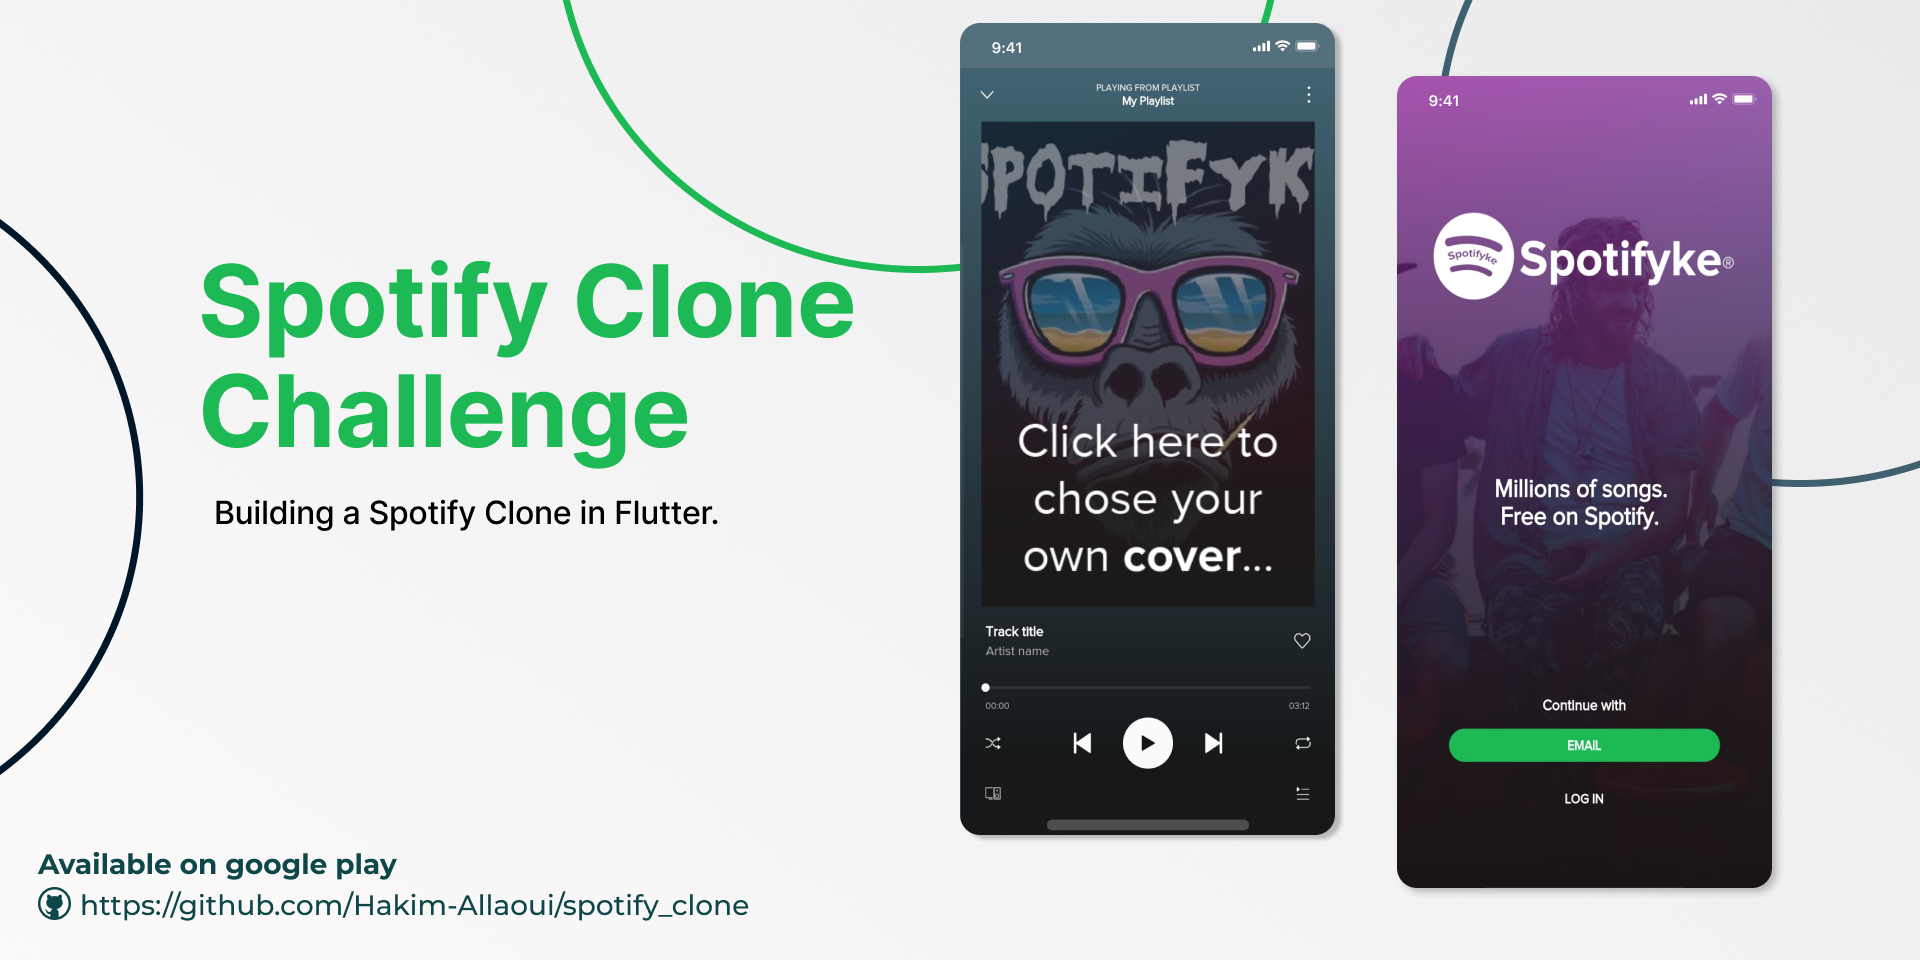 Spotify Clone
Challenge
Building a Spotify Clone in Flutter.
Available on google play
https://github.com/Hakim-Allaoui/spotify_clone
9:41
PLAYING FROM PLAYLIST
My Playlist
SPOTIFYK
Click here to
chose your
own cover...
Track title
Artist name
00:00
03:12
9:41
Spotifyke
Spotifyke®
Millions of songs.
Free on Spotify.
Continue with
EMAIL
LOG IN